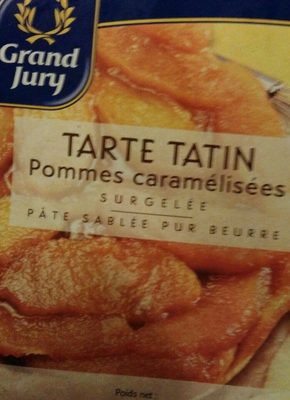 Grand
Jury
TARTE TATIN
Pommes caramélisées
SURGELÉE
PÂTE SABLÉE PUR BEURRE
Poids net :